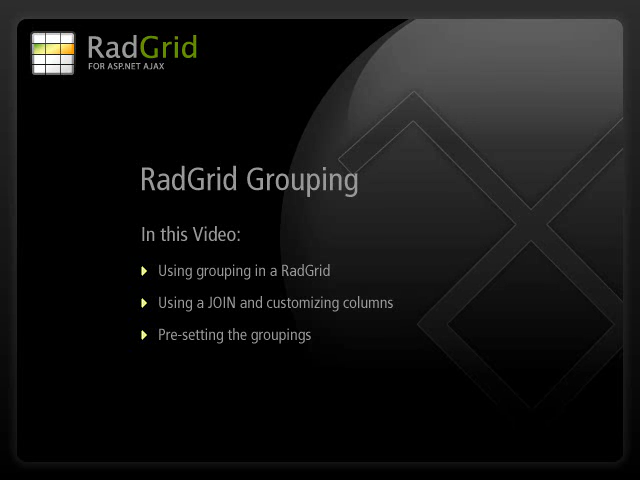 RadGrid
FOR ASP.NET AJAX
RadGrid Grouping
In this Video:
Using grouping in a RadGrid
Using a JOIN and customizing columns
Pre-setting the groupings